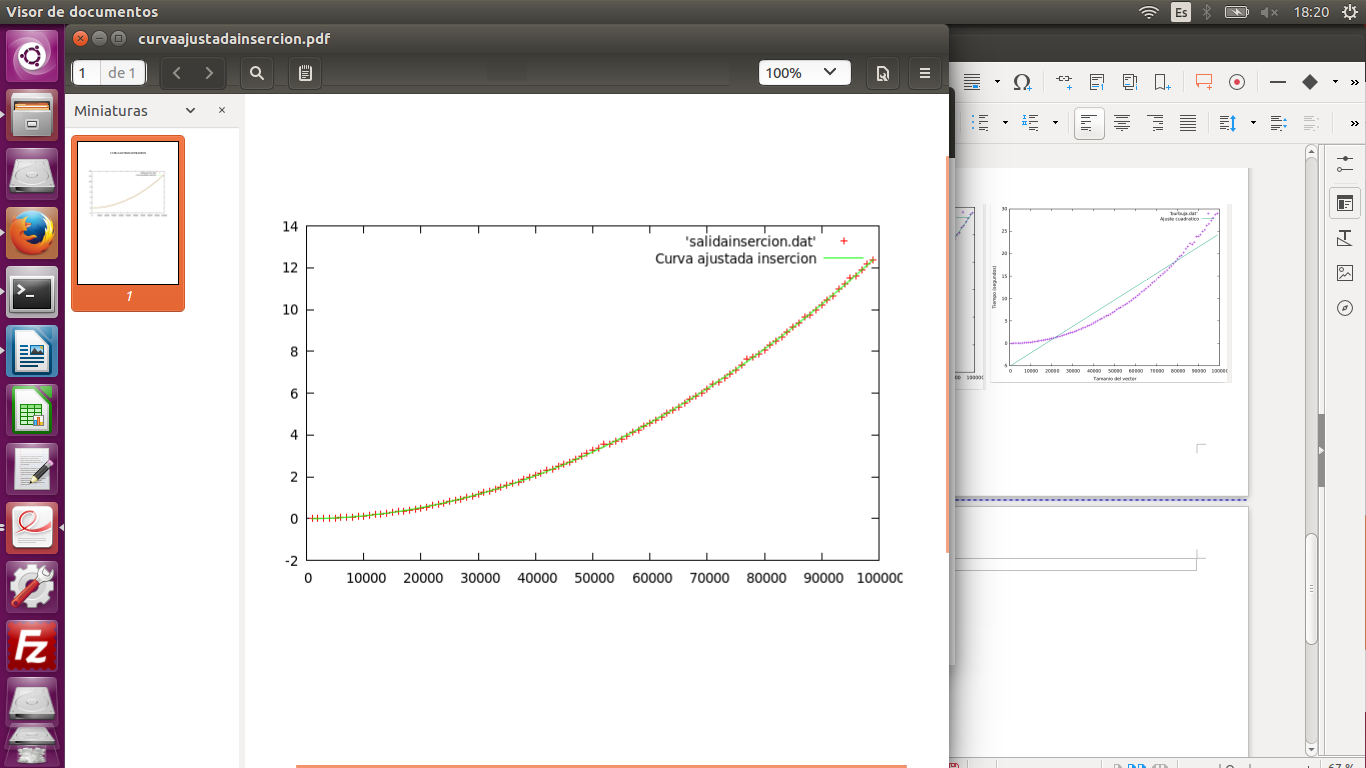 Visor de documentos
Es
18:20
curvaajustadainsercion.pdf
1 de 1
100%
Miniaturas
1
14
12
10
8
6
4
2
0
-2
'salidainsercion.dat'
Curva ajustada insercion
0 10000 20000 30000 40000 50000 60000 70000 80000 90000 100000
30
25
20
15
10
5
0
-5
'burbuja.dat'
Ajuste cuadratico
Tiempo (segundos)
0 10000 20000 30000 40000 50000 60000 70000 80000 90000 100000
Tamanio del vector